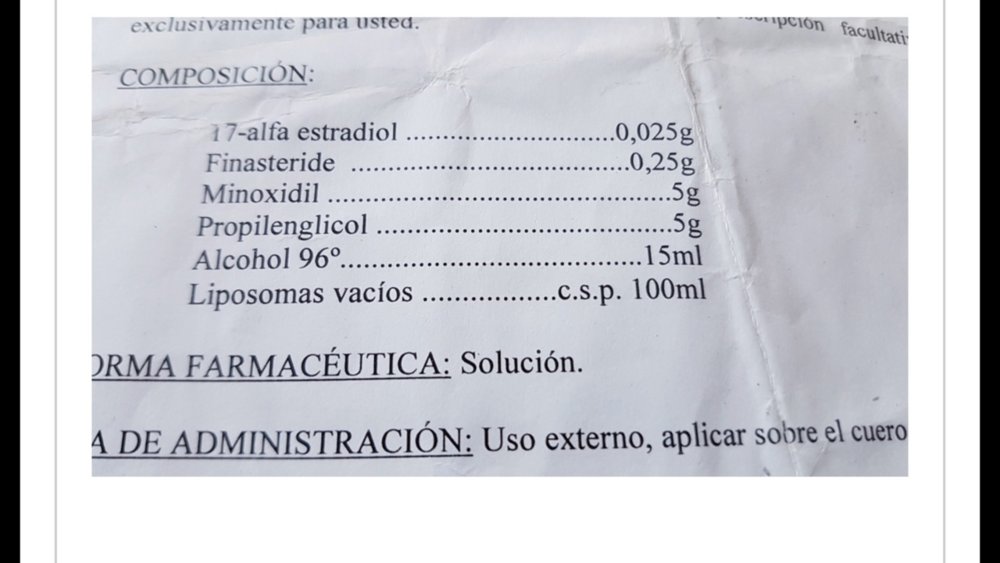 exclusivamente para usted.
facultati
COMPOSICIÓN:
17-alfa estradiol ............................0,025g
Finasteride .....................................0,25g
Minoxidil .............................................5g
Propilenglicol .......................................5g
Alcohol 96º........................................15ml
Liposomas vacíos .................c.s.p. 100ml
ORMA FARMACÉUTICA: Solución.
A DE ADMINISTRACIÓN: Uso externo, aplicar sobre el cuero